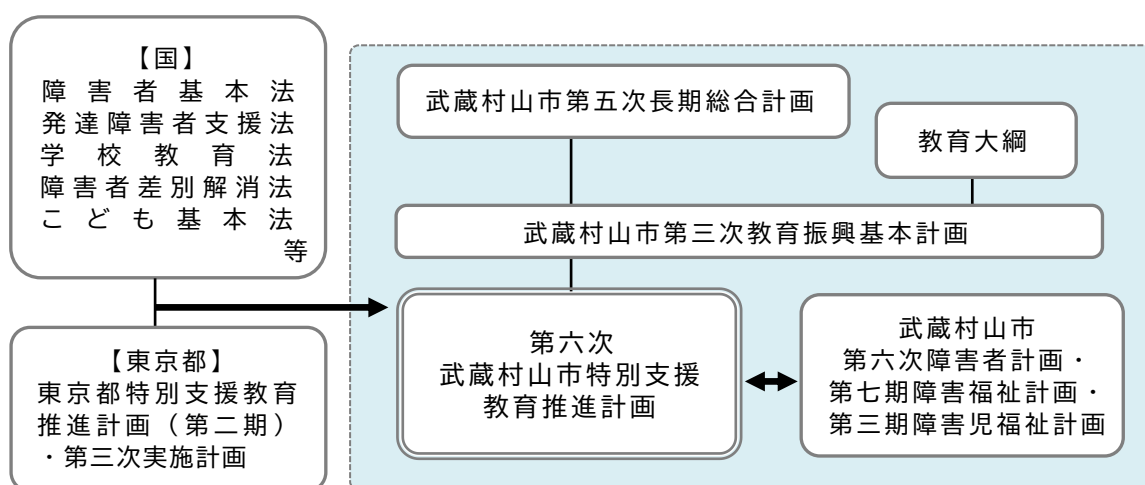 【国】
障害者基本法
発達障害者支援法
学校教育法
障害者差別解消法
こども基本法
等
【東京都】
東京都特別支援教育
推進計画（第二期）
・第三次実施計画
武蔵村山市第五次長期総合計画
教育大綱
武蔵村山市第三次教育振興基本計画
第六次
武蔵村山市特別支援
教育推進計画
武蔵村山市
第六次障害者計画・
第七期障害福祉計画・
第三期障害児福祉計画